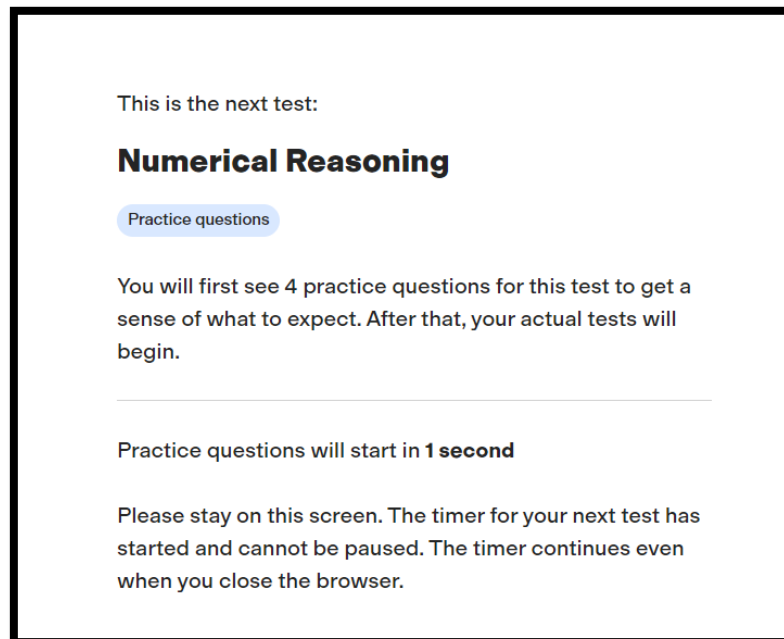 This is the next test:
Numerical Reasoning
Practice questions
You will first see 4 practice questions for this test to get a
sense of what to expect. After that, your actual tests will
begin.
Practice questions will start in 1 second
Please stay on this screen. The timer for your next test has
started and cannot be paused. The timer continues even
when you close the browser.